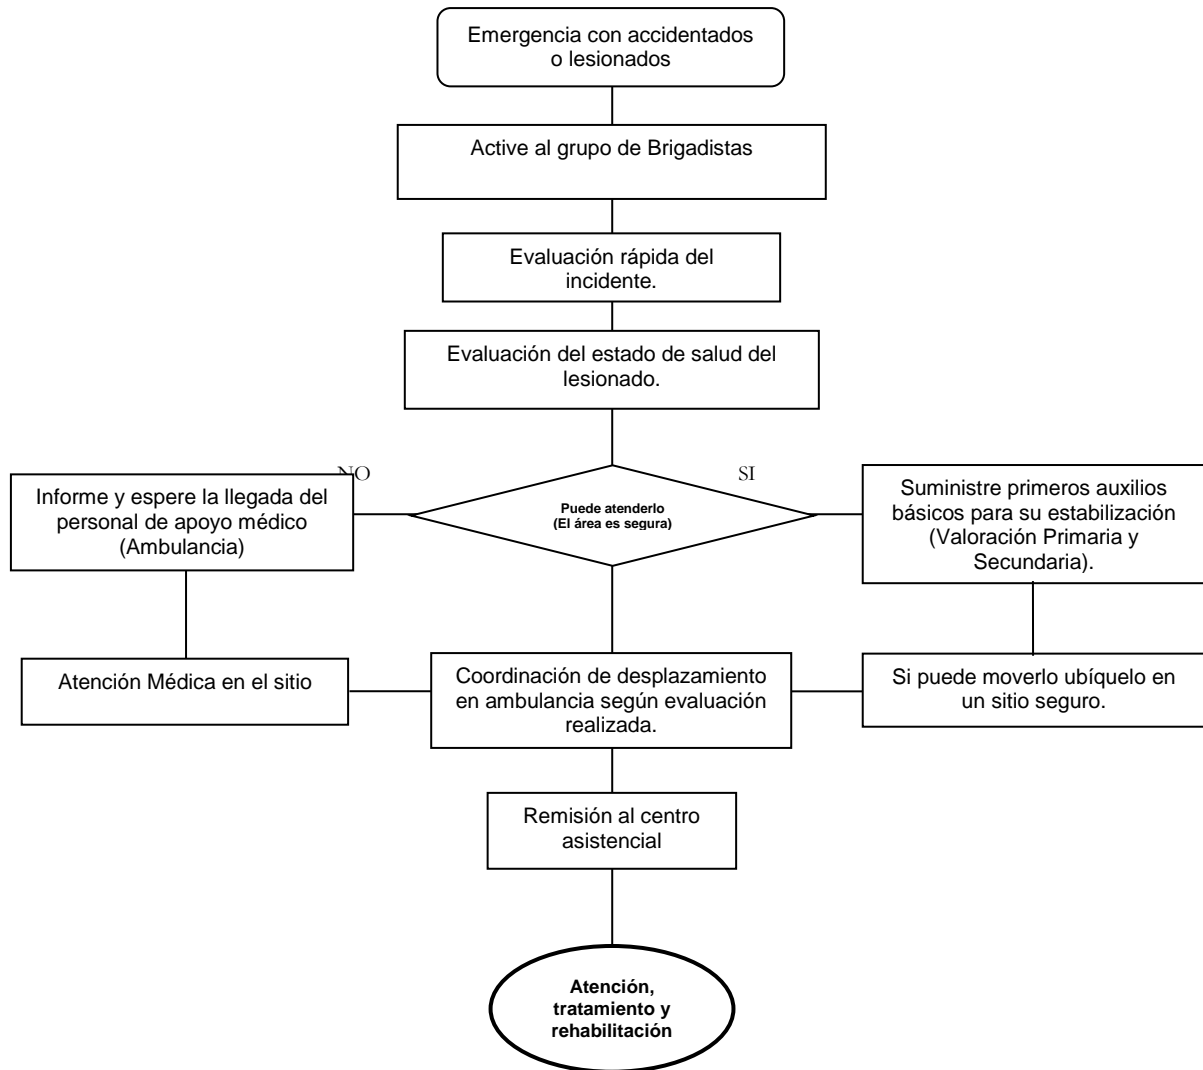 Emergencia con accidentados
o lesionados
Active al grupo de Brigadistas
Evaluación rápida del
incidente.
Evaluación del estado de salud del
lesionado.
NO
SI
Informe y espere la llegada del
personal de apoyo médico
(Ambulancia)
Puede atenderlo
(El área es segura)
Suministre primeros auxilios
básicos para su estabilización
(Valoración Primaria y
Secundaria).
Atención Médica en el sitio
Coordinación de desplazamiento
en ambulancia según evaluación
realizada.
Si puede moverlo ubíquelo en
un sitio seguro.
Remisión al centro
asistencial
Atención,
tratamiento y
rehabilitación